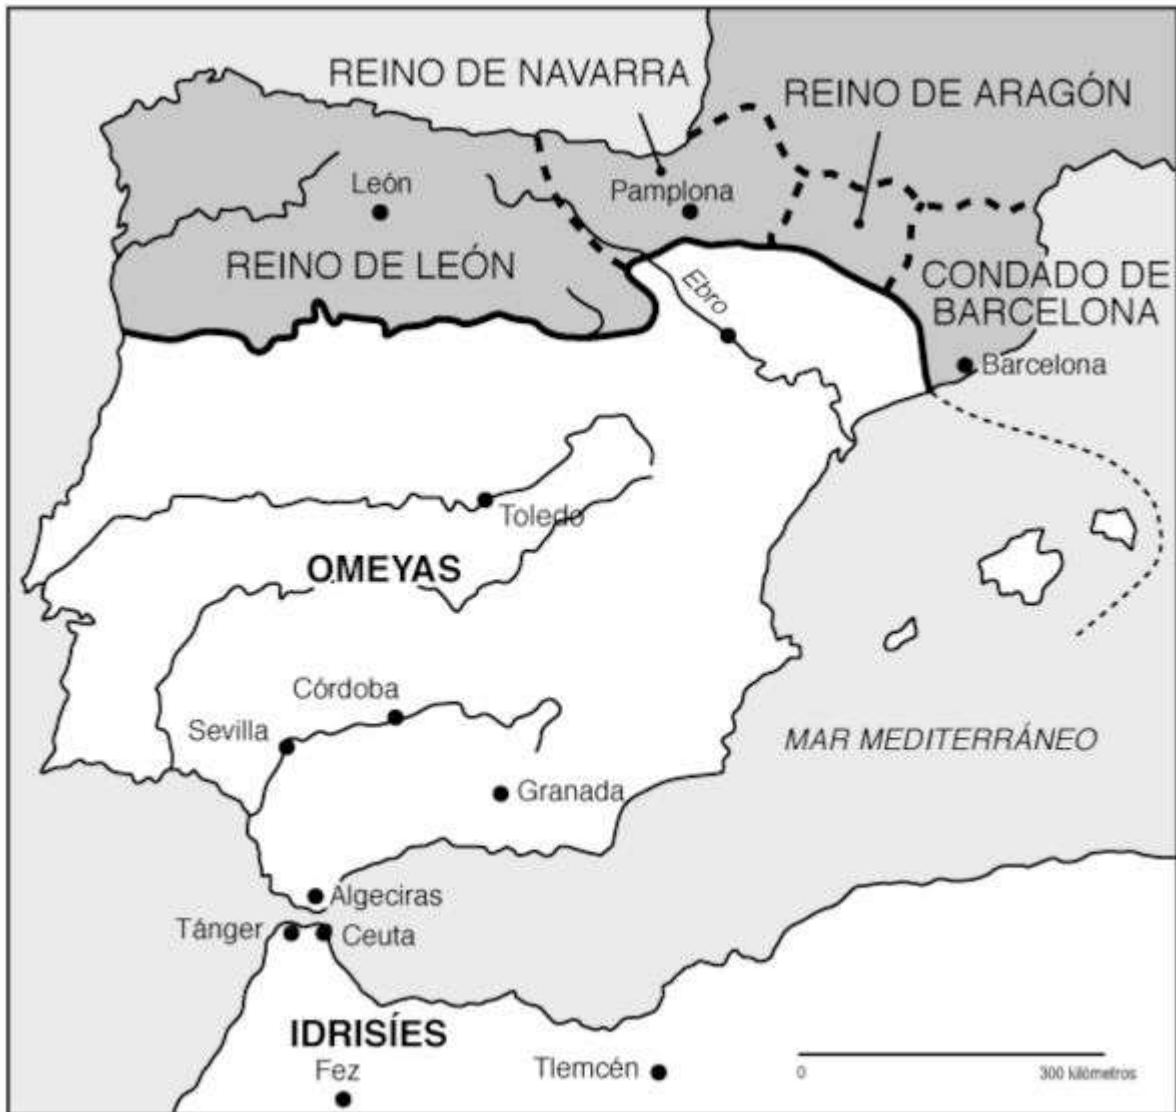 REINO DE NAVARRA
REINO DE ARAGÓN
León
Pamplona
REINO DE LEÓN
Ebro
CONDADO DE
BARCELONA
Barcelona
Toledo
OMEYAS
Córdoba
Sevilla
MAR MEDITERRÁNEO
Granada
Algeciras
Tánger
Ceuta
IDRISÍES
Fez
Tlemcén
0
300 kilómetros